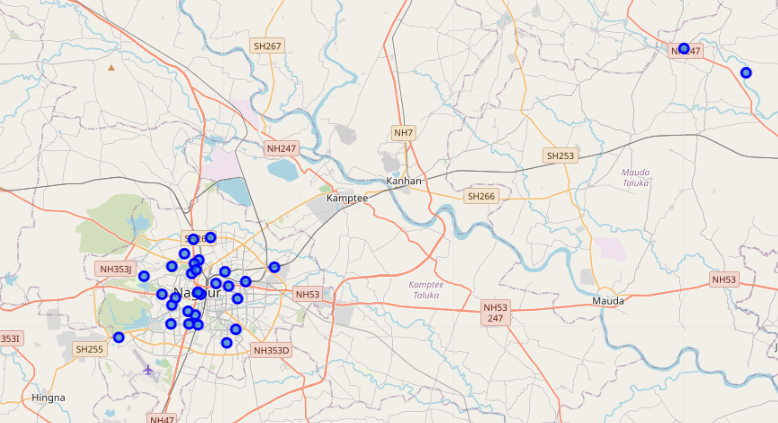 SH267
NH247
NH7
NH247
SH253
Kanhan
Mauda
Taluka
Kamptee
SH266
NH353J
NH53
Kamptee
Taluka
NH53
Mauda
NH53
247
353I
SH255
NH353D
Hingna
NH47